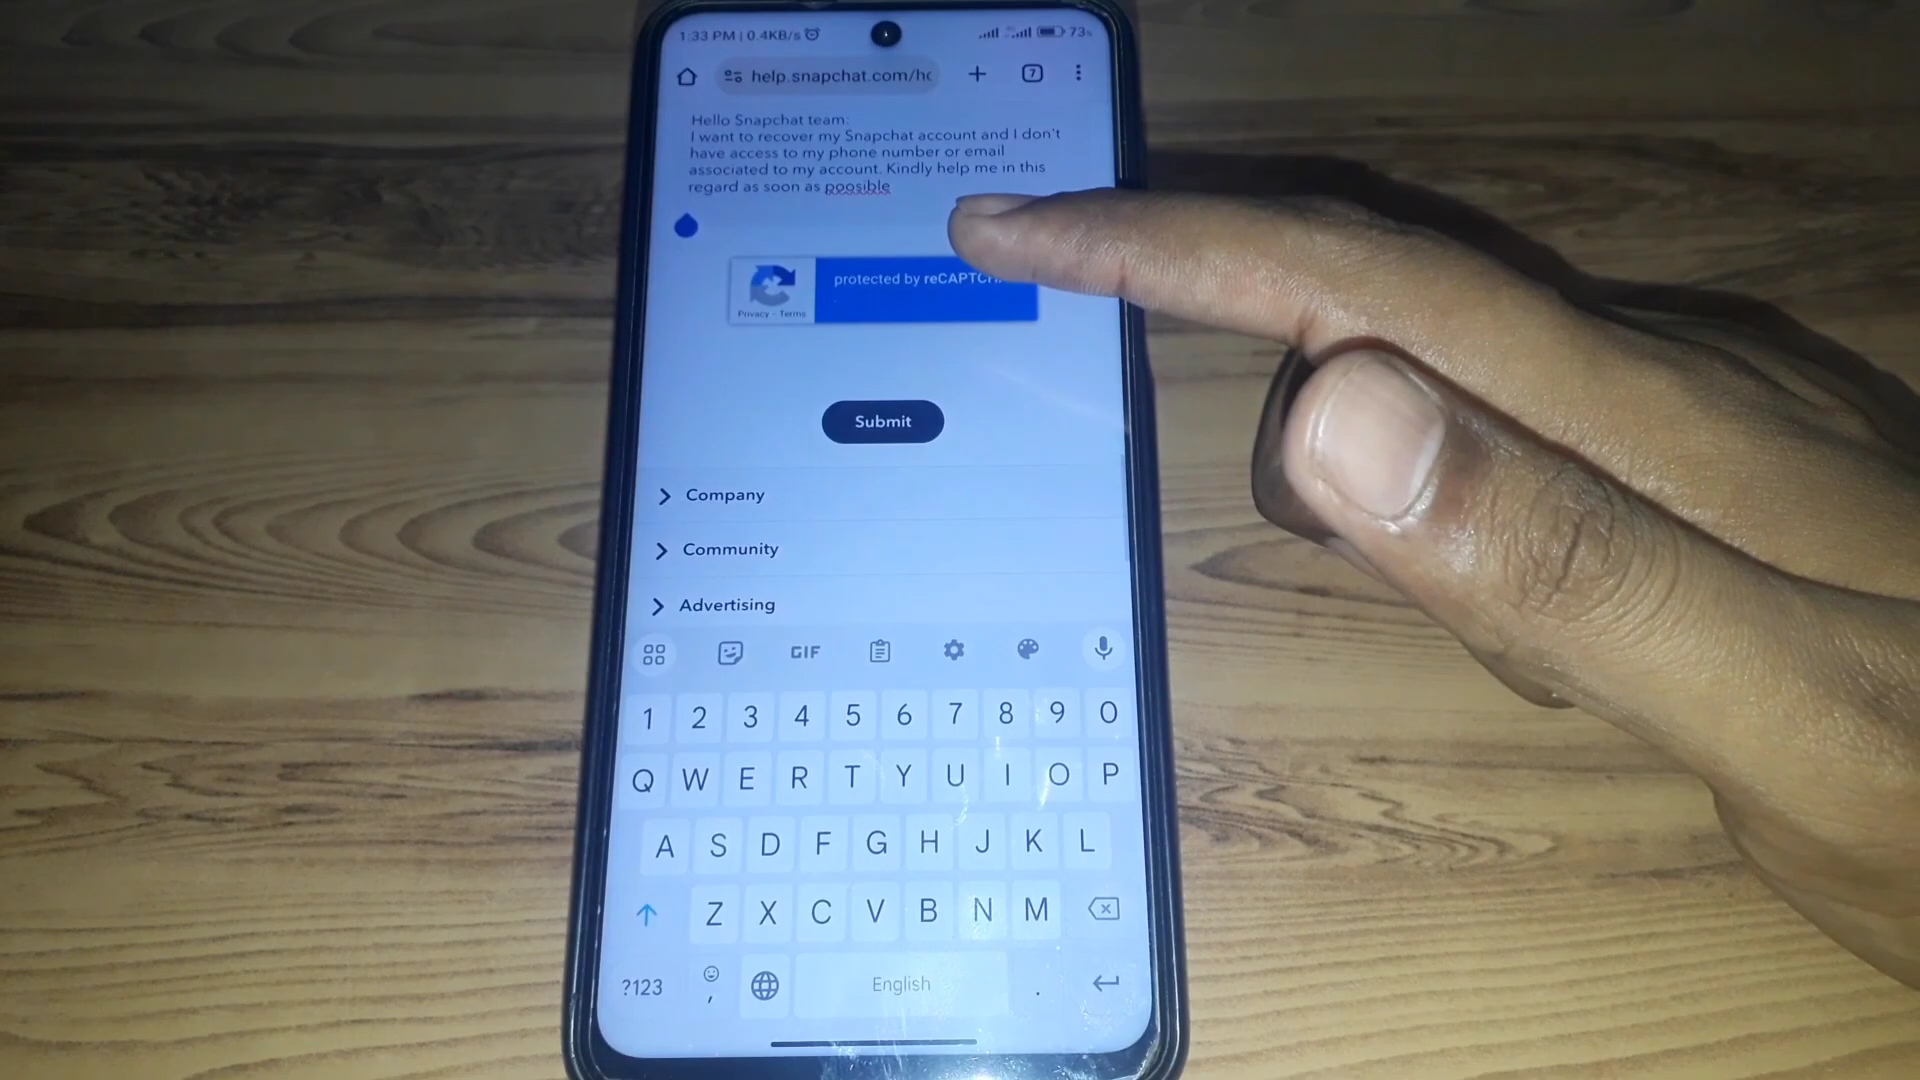 1:33 PM | 0.4KB/s
73
help.snapchat.com/hc
7
Hello Snapchat team:
I want to recover my Snapchat account and I don't
have access to my phone number or email
associated to my account. Kindly help me in this
regard as soon as poosible
protected by reCAPTCH
Privacy - Terms
Submit
Company
Community
Advertising
GIF
1 2 3 4 5 6 7 8 9 0
Q W E R T Y U I O P
A S D F G H J K L
Z X C V B N M
?123 , English .